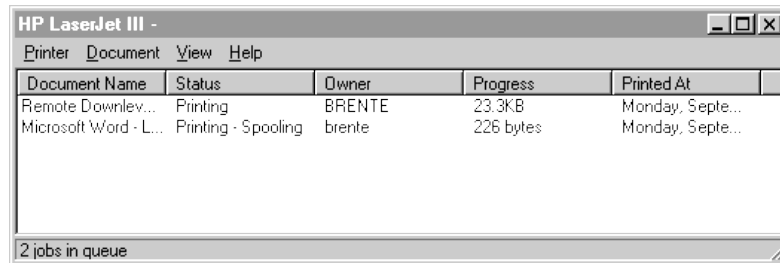 HP LaserJet III -
Printer Document View Help
Document Name Status Owner Progress Printed At
Remote Downlev... Printing BRENTE 23.3KB Monday, Septe...
Microsoft Word - L... Printing - Spooling brente 226 bytes Monday, Septe...
2 jobs in queue